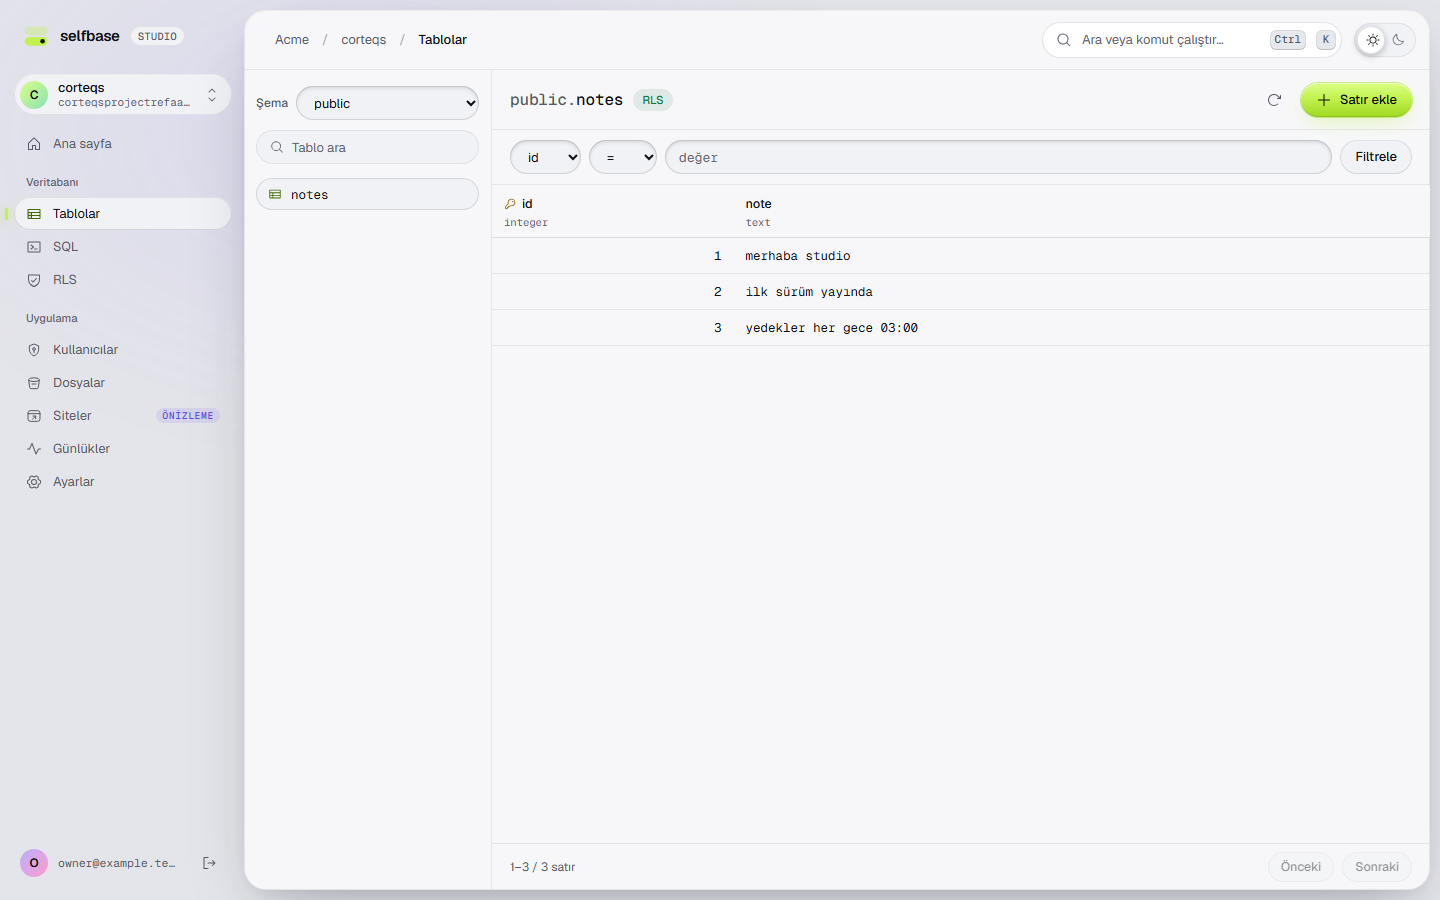 selfbase STUDIO
C corteqs
corteqsprojectrefaa…
Ana sayfa
Veritabanı
Tablolar
SQL
RLS
Uygulama
Kullanıcılar
Dosyalar
Siteler ÖNİZLEME
Günlükler
Ayarlar
O owner@example.te…
Acme / corteqs / Tablolar
Ara veya komut çalıştır… Ctrl K
Şema public
Tablo ara
notes
public.notes RLS
Satır ekle
id = değer Filtrele
id note
integer text
1 merhaba studio
2 ilk sürüm yayında
3 yedekler her gece 03:00
1–3 / 3 satır Önceki Sonraki